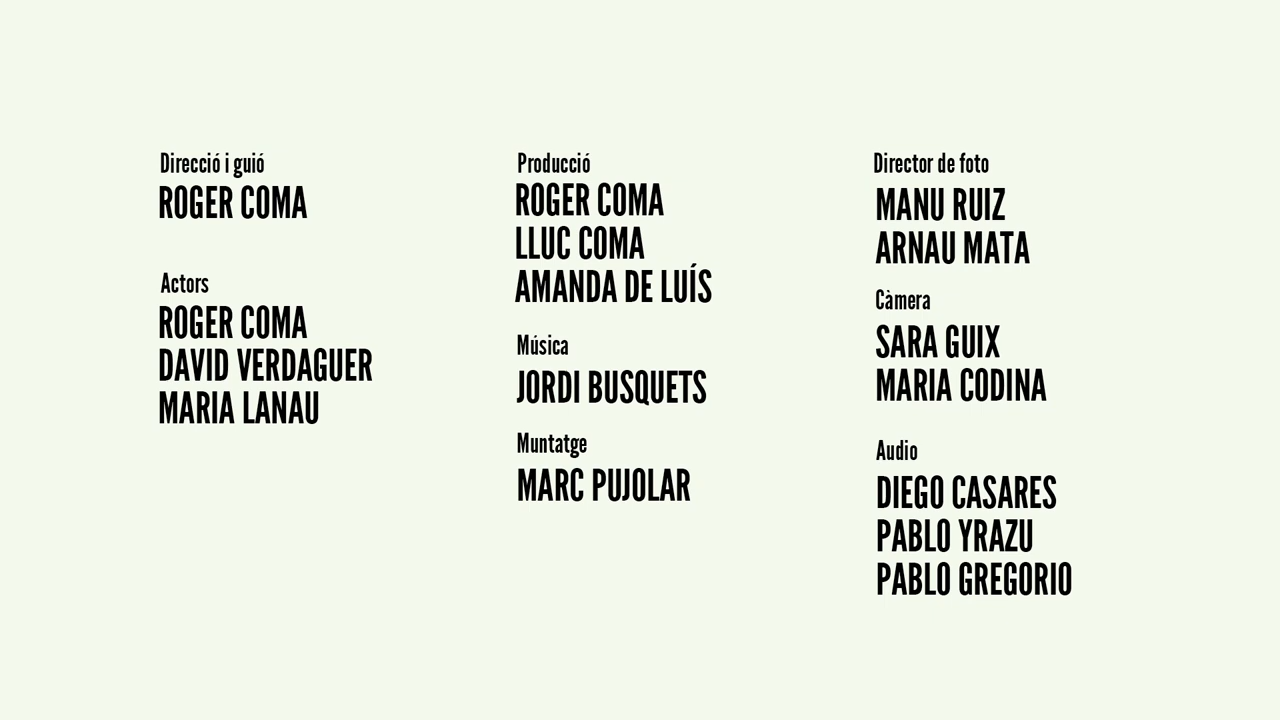 Direcció i guió
ROGER COMA
Actors
ROGER COMA
DAVID VERDAGUER
MARIA LANAU
Producció
ROGER COMA
LLUC COMA
AMANDA DE LUÍS
Música
JORDI BUSQUETS
Muntatge
MARC PUJOLAR
Director de foto
MANU RUIZ
ARNAU MATA
Càmera
SARA GUIX
MARIA CODINA
Audio
DIEGO CASARES
PABLO YRAZU
PABLO GREGORIO